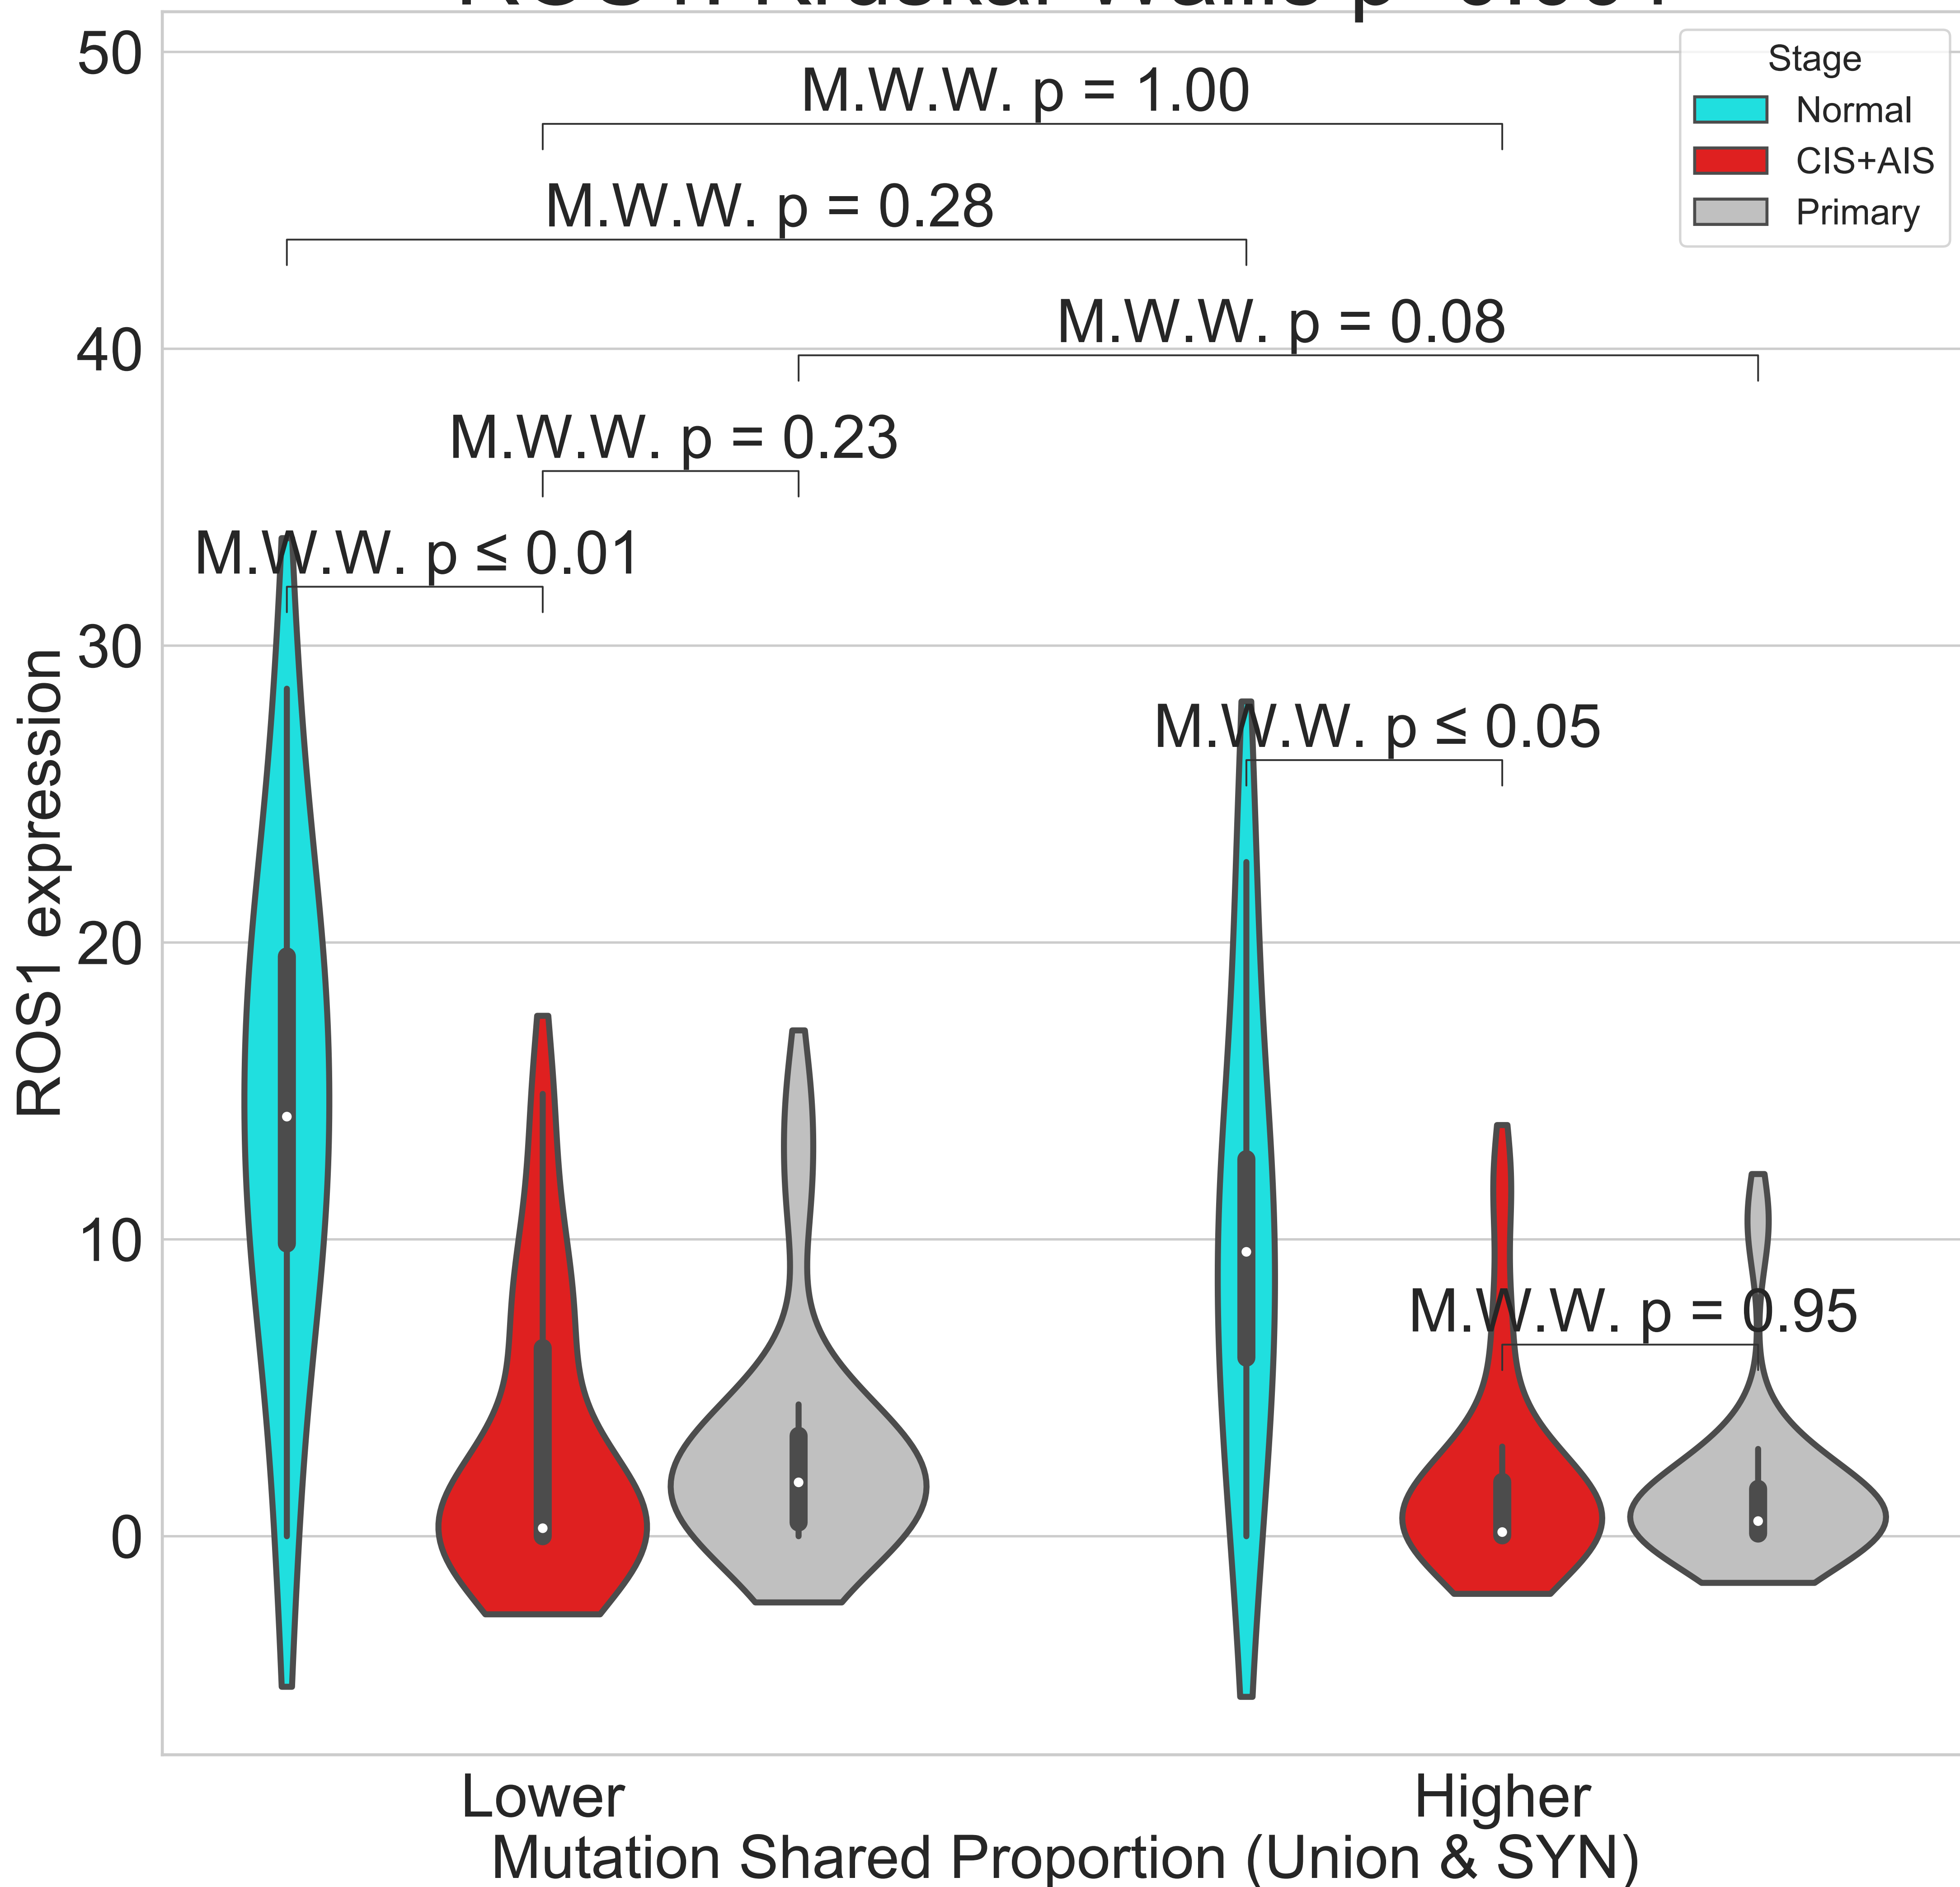 50
Stage
Normal
CIS+AIS
Primary
M.W.W. p = 1.00
M.W.W. p = 0.28
40
M.W.W. p = 0.08
M.W.W. p = 0.23
M.W.W. p ≤ 0.01
30
M.W.W. p ≤ 0.05
ROS1 expression
20
10
M.W.W. p = 0.95
0
Lower
Higher
Mutation Shared Proportion (Union & SYN)